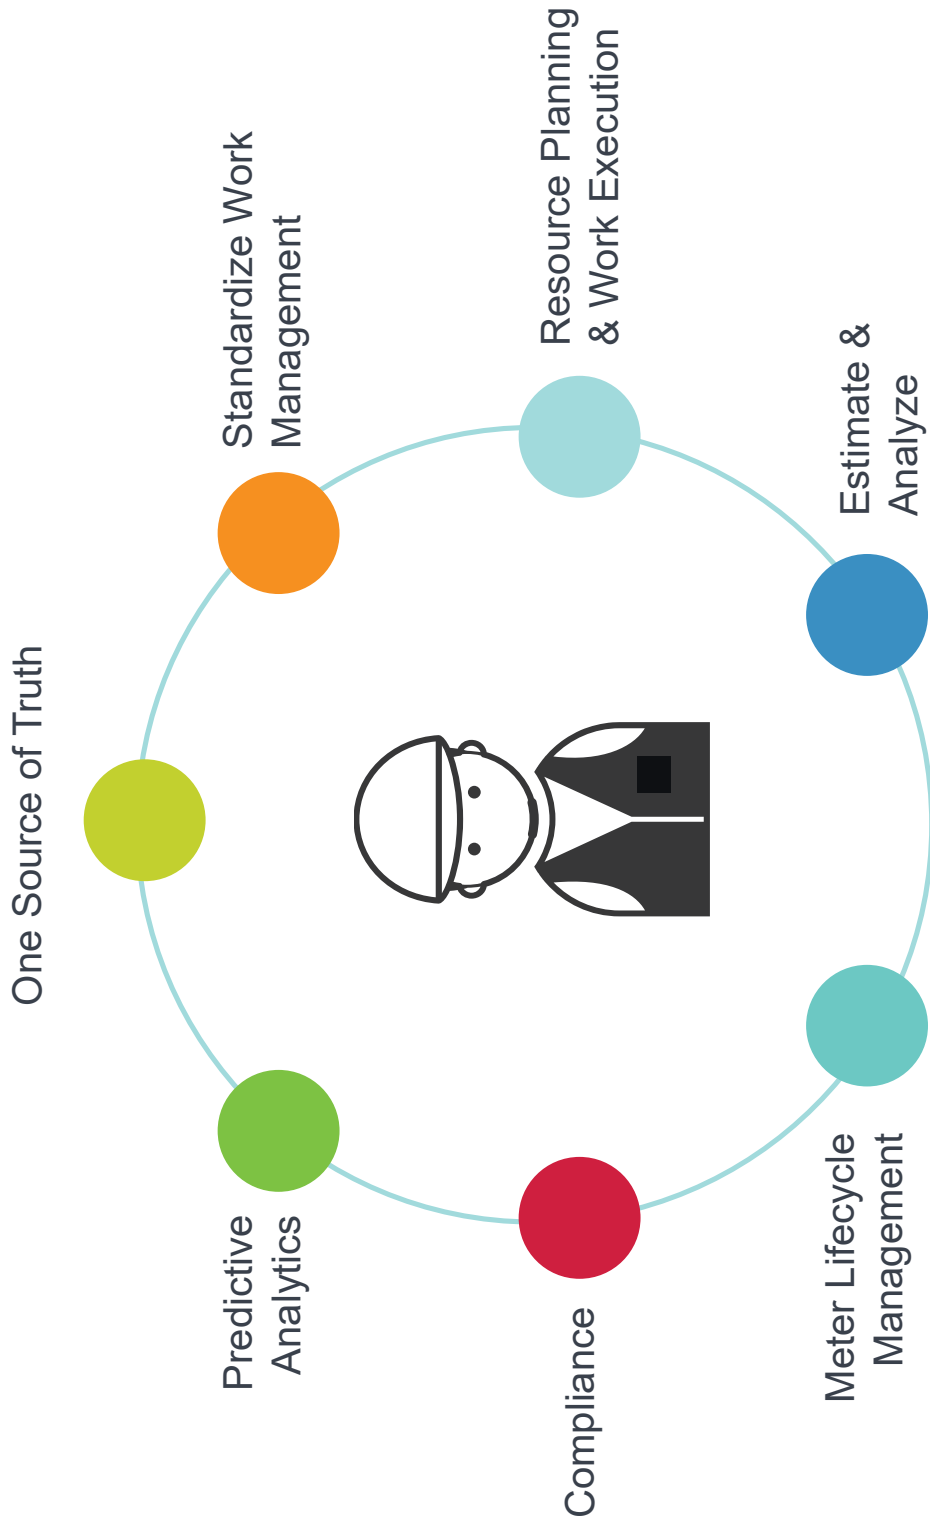 One Source of Truth
Standardize Work
Management
Resource Planning
& Work Execution
Estimate &
Analyze
Meter Lifecycle
Management
Compliance
Predictive
Analytics